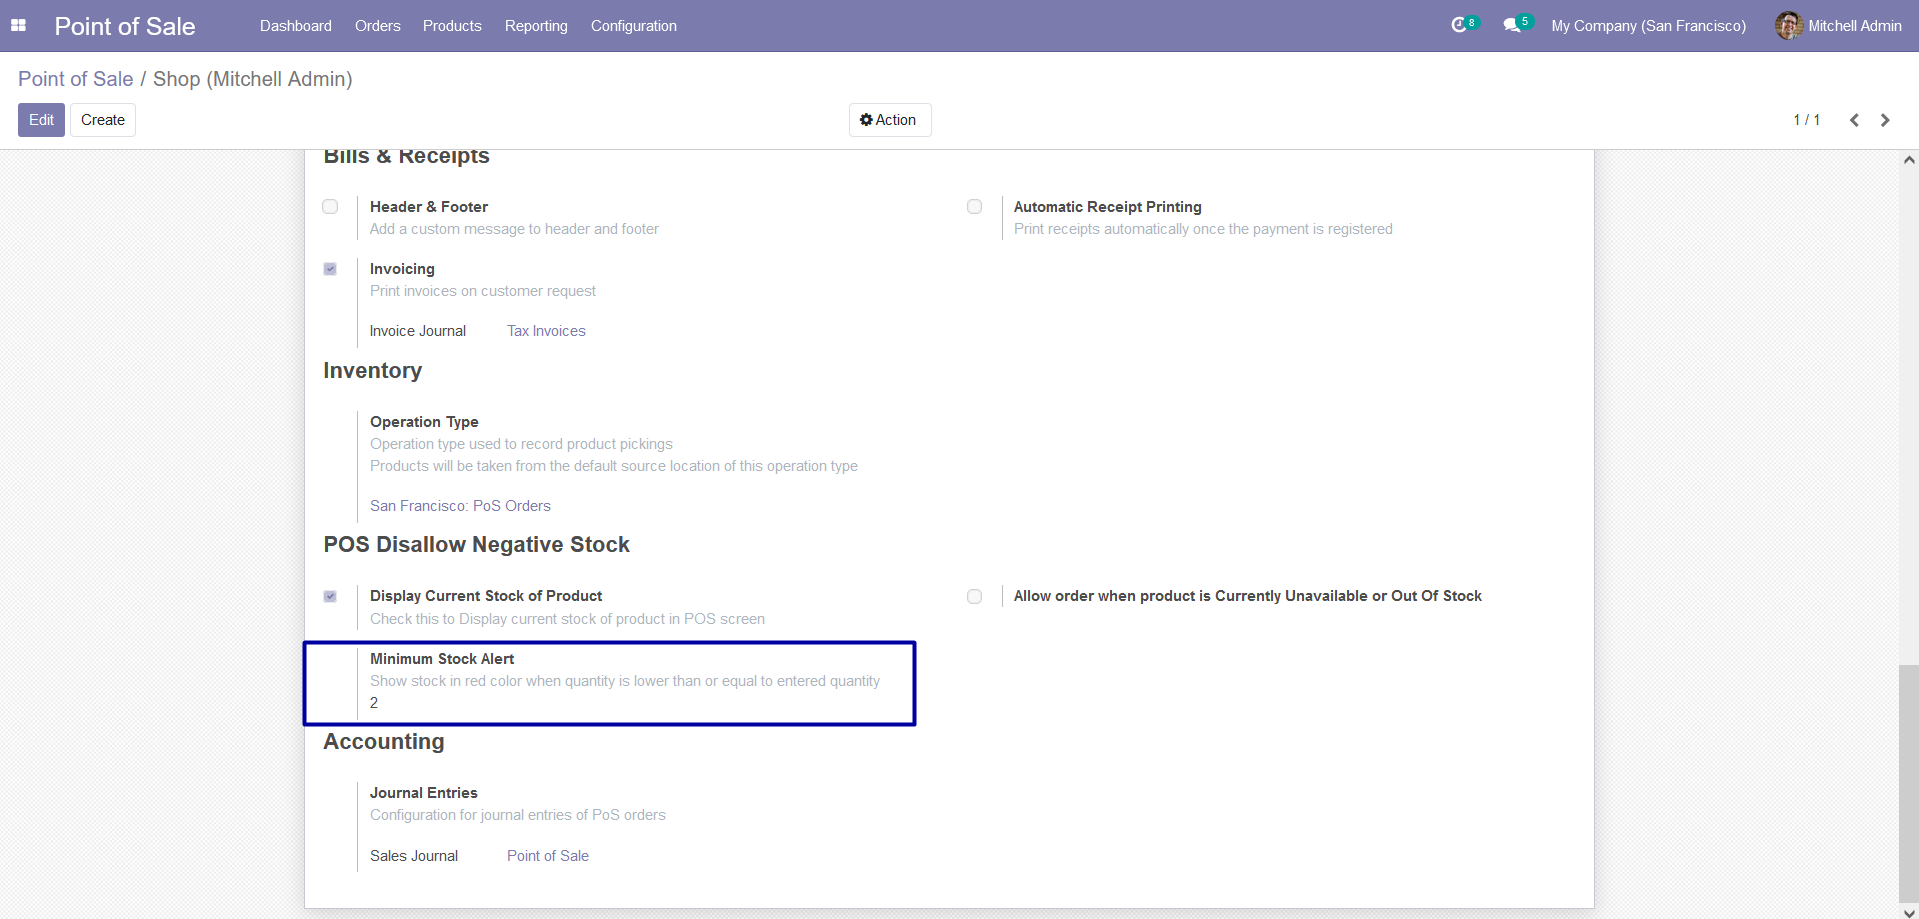 Point of Sale
Dashboard
Orders
Products
Reporting
Configuration
8
5
My Company (San Francisco)
Mitchell Admin
Point of Sale / Shop (Mitchell Admin)
Edit
Create
Action
1 / 1
Bills & Receipts
Header & Footer
Add a custom message to header and footer
Automatic Receipt Printing
Print receipts automatically once the payment is registered
Invoicing
Print invoices on customer request
Invoice Journal
Tax Invoices
Inventory
Operation Type
Operation type used to record product pickings
Products will be taken from the default source location of this operation type
San Francisco: PoS Orders
POS Disallow Negative Stock
Display Current Stock of Product
Check this to Display current stock of product in POS screen
Allow order when product is Currently Unavailable or Out Of Stock
Minimum Stock Alert
Show stock in red color when quantity is lower than or equal to entered quantity
2
Accounting
Journal Entries
Configuration for journal entries of PoS orders
Sales Journal
Point of Sale